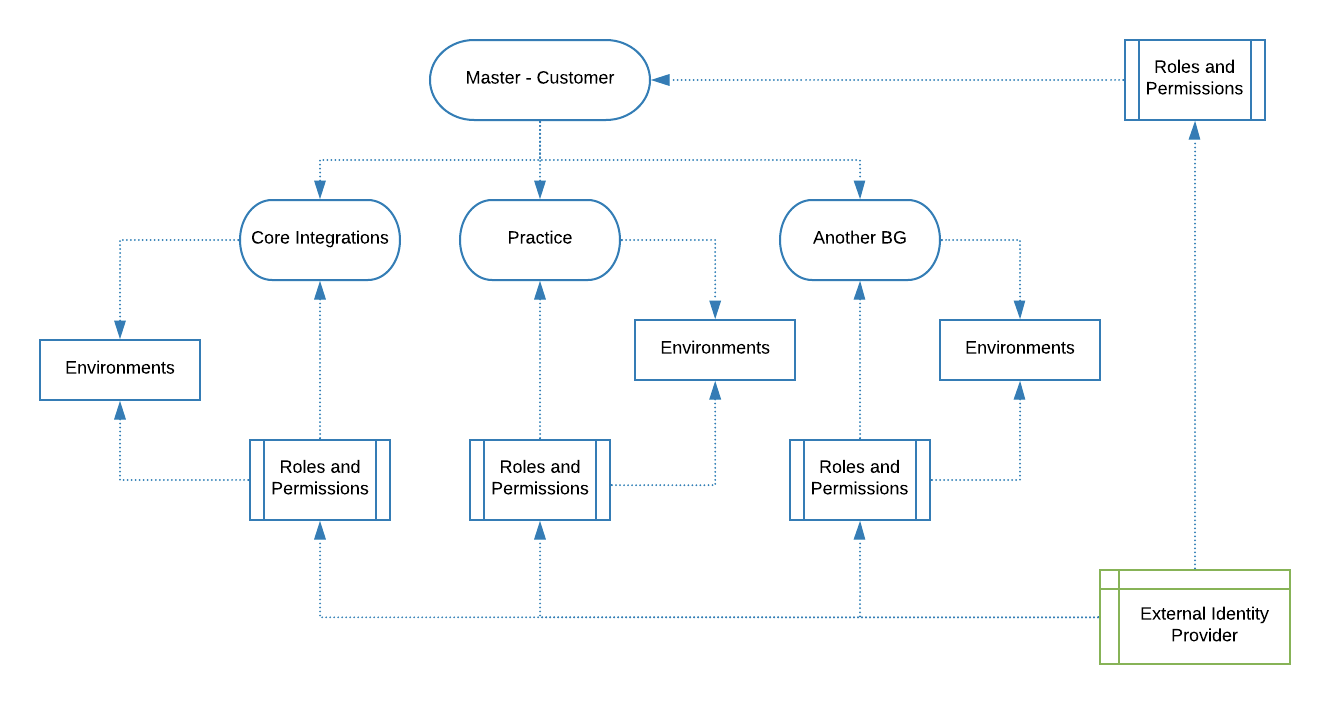 Master - Customer
Roles and
Permissions
Core Integrations
Practice
Another BG
Environments
Environments
Environments
Roles and
Permissions
Roles and
Permissions
Roles and
Permissions
External Identity
Provider